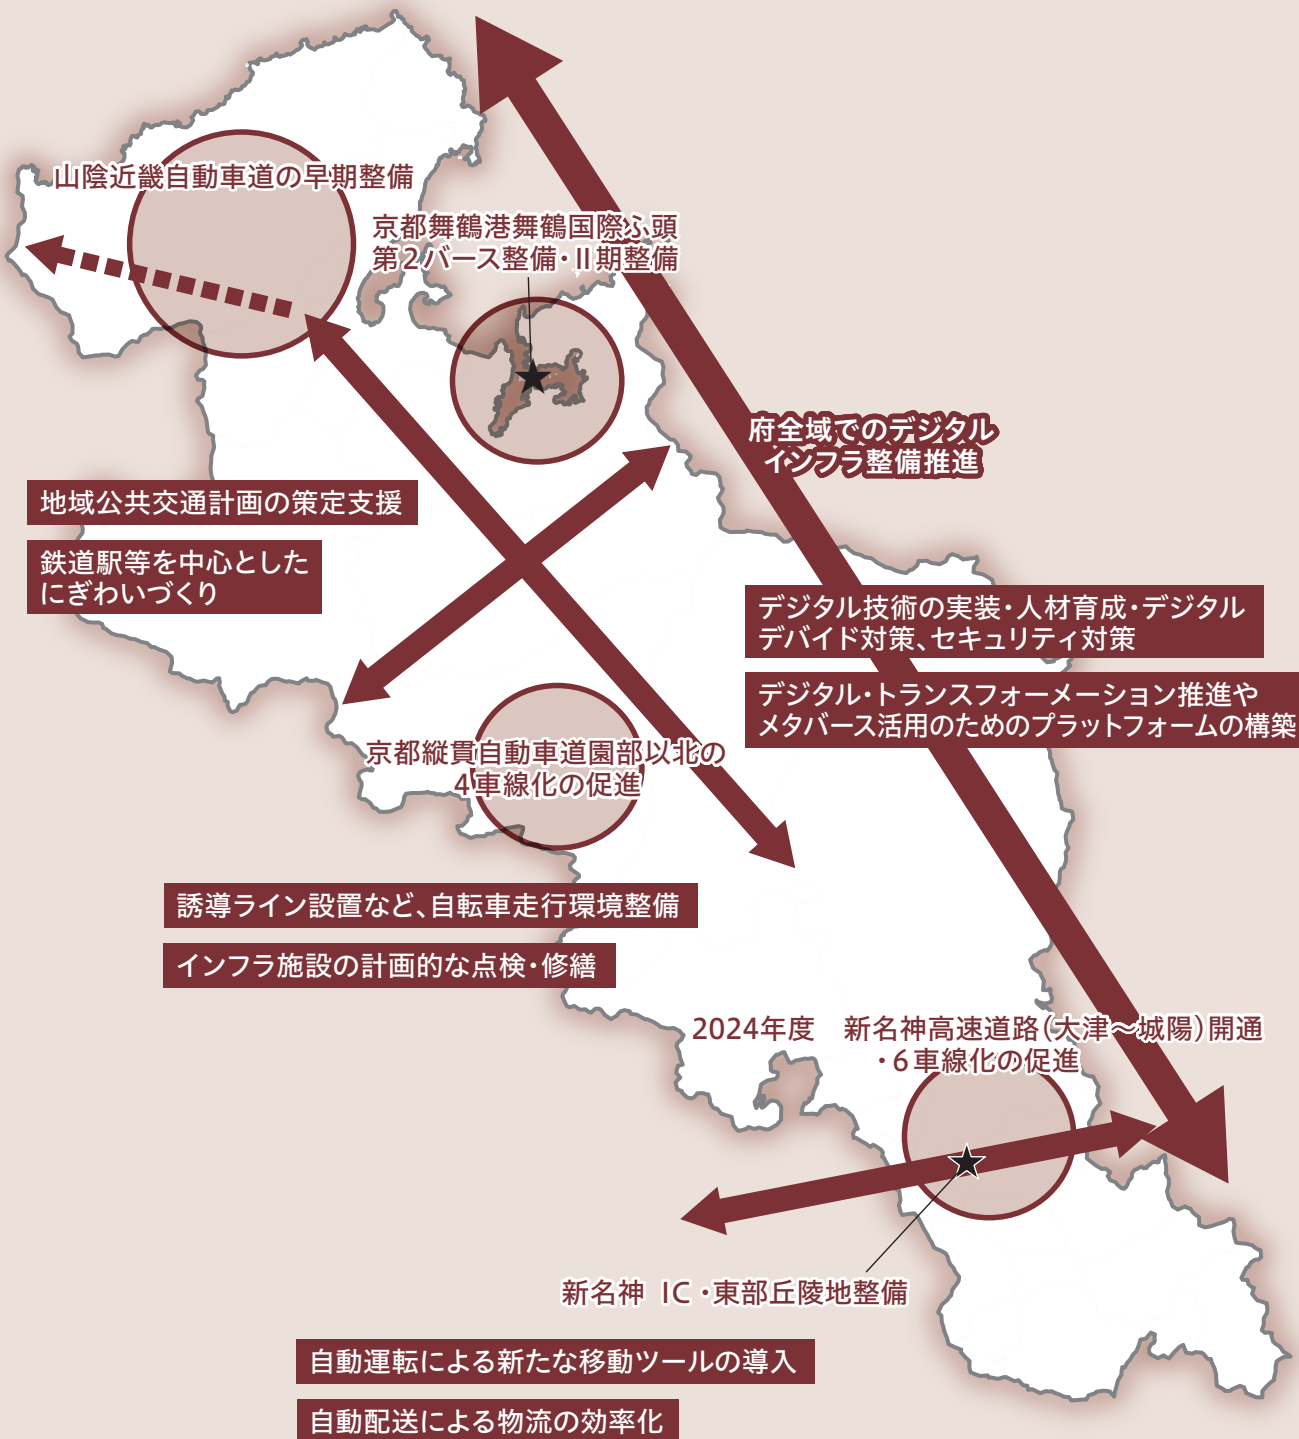 山陰近畿自動車道の早期整備
京都舞鶴港舞鶴国際ふ頭
第2バース整備・Ⅱ期整備
府全域でのデジタル
インフラ整備推進
地域公共交通計画の策定支援
鉄道駅等を中心とした
にぎわいづくり
デジタル技術の実装・人材育成・デジタル
デバイド対策、セキュリティ対策
デジタル・トランスフォーメーション推進や
メタバース活用のためのプラットフォームの構築
京都縦貫自動車道園部以北の
4車線化の促進
誘導ライン設置など、自転車走行環境整備
インフラ施設の計画的な点検・修繕
2024年度　新名神高速道路(大津～城陽)開通
・6車線化の促進
新名神 IC・東部丘陵地整備
自動運転による新たな移動ツールの導入
自動配送による物流の効率化